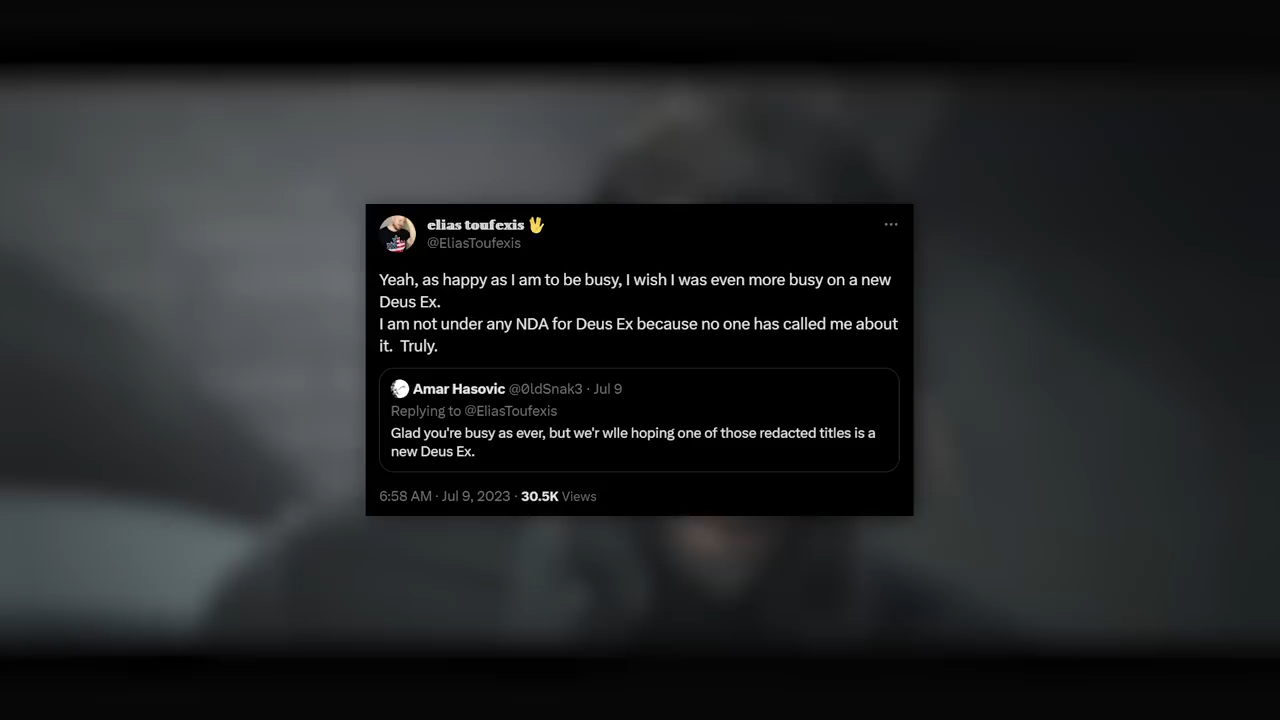 elias toufexis 🖖
@EliasToufexis
Yeah, as happy as I am to be busy, I wish I was even more busy on a new
Deus Ex.
I am not under any NDA for Deus Ex because no one has called me about
it.  Truly.
Amar Hasovic @0ldSnak3 · Jul 9
Replying to @EliasToufexis
Glad you're busy as ever, but we'r wlle hoping one of those redacted titles is a
new Deus Ex.
6:58 AM · Jul 9, 2023 · 30.5K Views